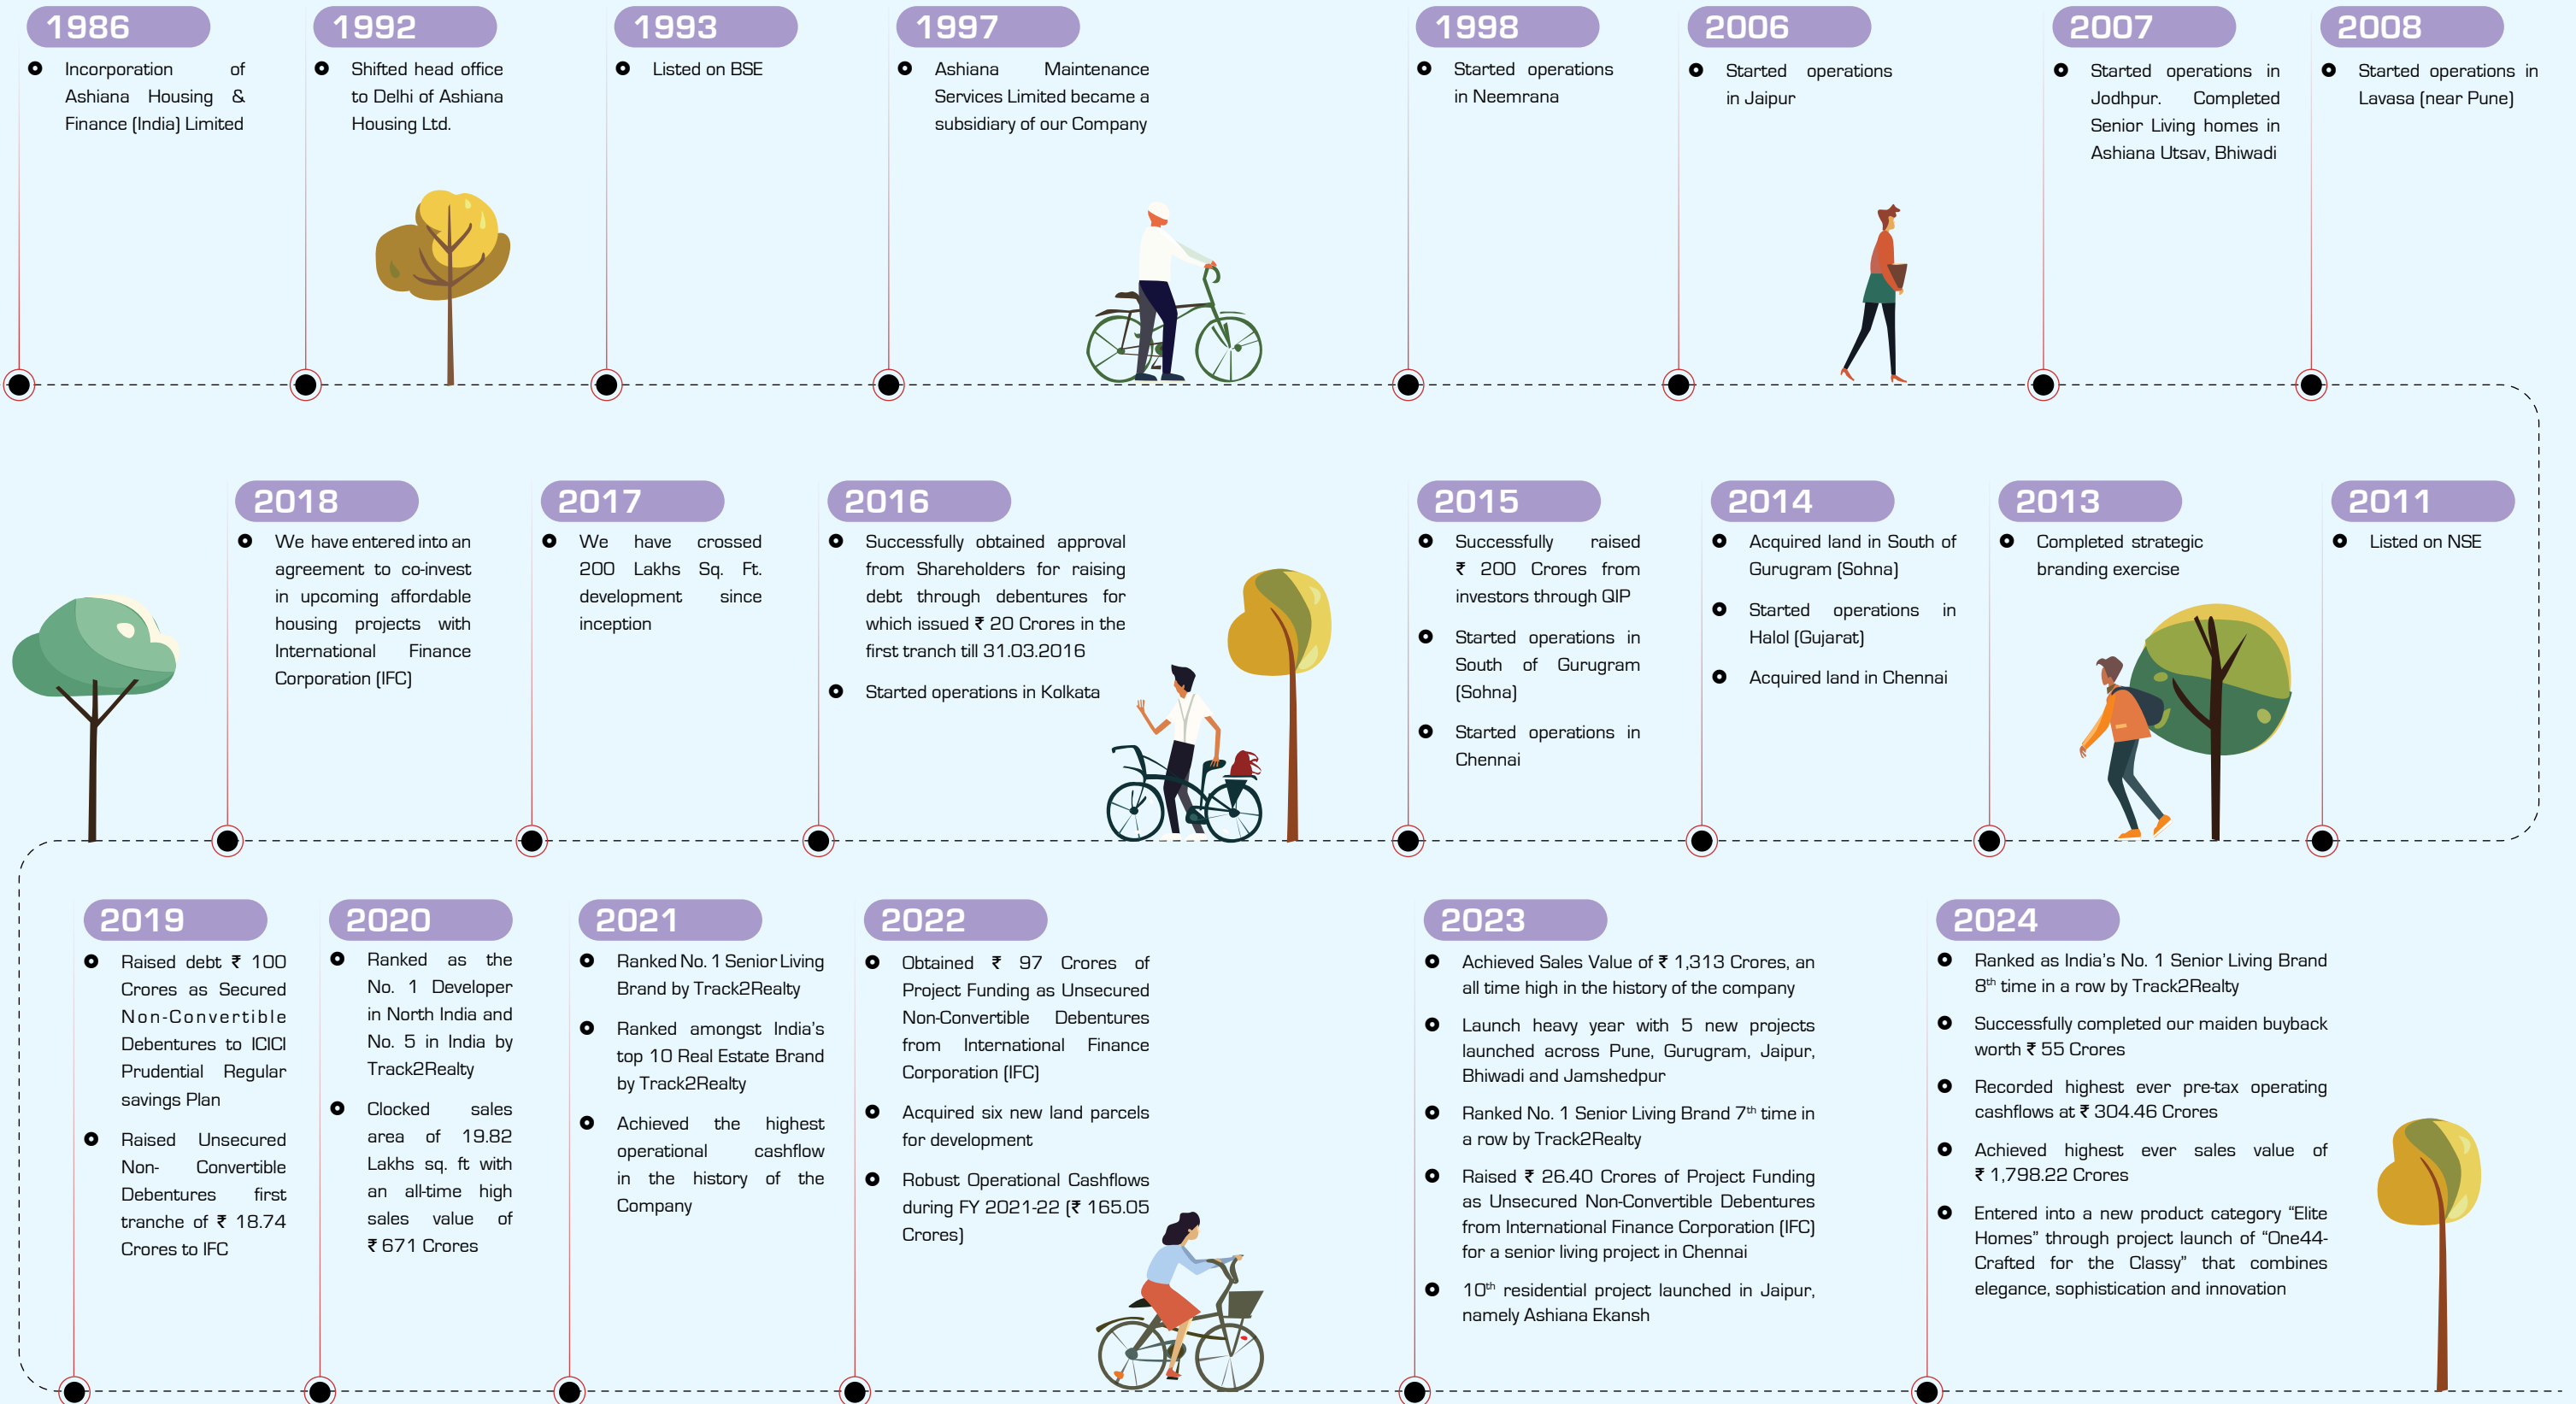 1986
Incorporation of
Ashiana Housing &
Finance (India) Limited
1992
Shifted head office
to Delhi of Ashiana
Housing Ltd.
1993
Listed on BSE
1997
Ashiana Maintenance
Services Limited became a
subsidiary of our Company
1998
Started operations
in Neemrana
2006
Started operations
in Jaipur
2007
Started operations in
Jodhpur. Completed
Senior Living homes in
Ashiana Utsav, Bhiwadi
2008
Started operations in
Lavasa (near Pune)
2018
We have entered into an
agreement to co-invest
in upcoming affordable
housing projects with
International Finance
Corporation (IFC)
2017
We have crossed
200 Lakhs Sq. Ft.
development since
inception
2016
Successfully obtained approval
from Shareholders for raising
debt through debentures for
which issued ₹ 20 Crores in the
first tranch till 31.03.2016
Started operations in Kolkata
2015
Successfully raised
₹ 200 Crores from
investors through QIP
Started operations in
South of Gurugram
(Sohna)
Started operations in
Chennai
2014
Acquired land in South of
Gurugram (Sohna)
Started operations in
Halol (Gujarat)
Acquired land in Chennai
2013
Completed strategic
branding exercise
2011
Listed on NSE
2019
Raised debt ₹ 100
Crores as Secured
Non-Convertible
Debentures to ICICI
Prudential Regular
savings Plan
Raised Unsecured
Non- Convertible
Debentures first
tranche of ₹ 18.74
Crores to IFC
2020
Ranked as the
No. 1 Developer
in North India and
No. 5 in India by
Track2Realty
Clocked sales
area of 19.82
Lakhs sq. ft with
an all-time high
sales value of
₹ 671 Crores
2021
Ranked No. 1 Senior Living
Brand by Track2Realty
Ranked amongst India's
top 10 Real Estate Brand
by Track2Realty
Achieved the highest
operational cashflow
in the history of the
Company
2022
Obtained ₹ 97 Crores of
Project Funding as Unsecured
Non-Convertible Debentures
from International Finance
Corporation (IFC)
Acquired six new land parcels
for development
Robust Operational Cashflows
during FY 2021-22 (₹ 165.05
Crores)
2023
Achieved Sales Value of ₹ 1,313 Crores, an
all time high in the history of the company
Launch heavy year with 5 new projects
launched across Pune, Gurugram, Jaipur,
Bhiwadi and Jamshedpur
Ranked No. 1 Senior Living Brand 7th time in
a row by Track2Realty
Raised ₹ 26.40 Crores of Project Funding
as Unsecured Non-Convertible Debentures
from International Finance Corporation (IFC)
for a senior living project in Chennai
10th residential project launched in Jaipur,
namely Ashiana Ekansh
2024
Ranked as India's No. 1 Senior Living Brand
8th time in a row by Track2Realty
Successfully completed our maiden buyback
worth ₹ 55 Crores
Recorded highest ever pre-tax operating
cashflows at ₹ 304.46 Crores
Achieved highest ever sales value of
₹ 1,798.22 Crores
Entered into a new product category “Elite
Homes” through project launch of “One44-
Crafted for the Classy” that combines
elegance, sophistication and innovation